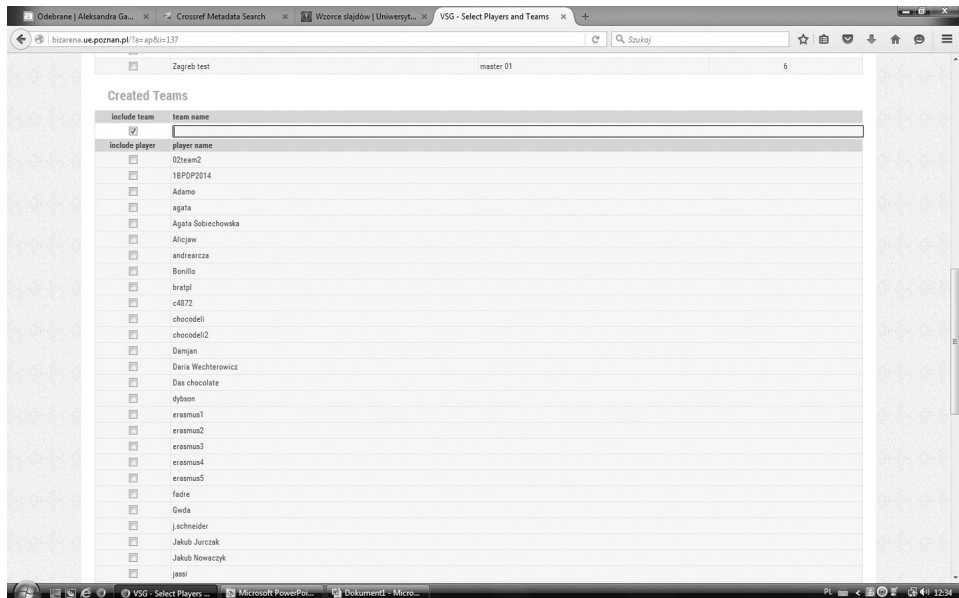 Odebrane | Aleksandra Ga... × Crossref Metadata Search × Wzorce slajdów | Uniwersyt... × VSG - Select Players and Teams × +
bizarena.ue.poznan.pl/?a=ap&i=137 Szukaj
Zagreb test master 01 6
Created Teams
include team team name
include player player name
02team2
1BPDP2014
Adamo
agata
Agata Sobiechowska
Alicjaw
andrearcza
Bonillo
bratpl
c4872
chocodeli
chocodeli2
Damjan
Daria Wechterowicz
Das chocolate
dybson
erasmus1
erasmus2
erasmus3
erasmus4
erasmus5
fadre
Gwda
j.schneider
Jakub Jurczak
Jakub Nowaczyk
jassi
VSG - Select Players ... Microsoft PowerPoi... Dokument1 - Micro... PL 12:34